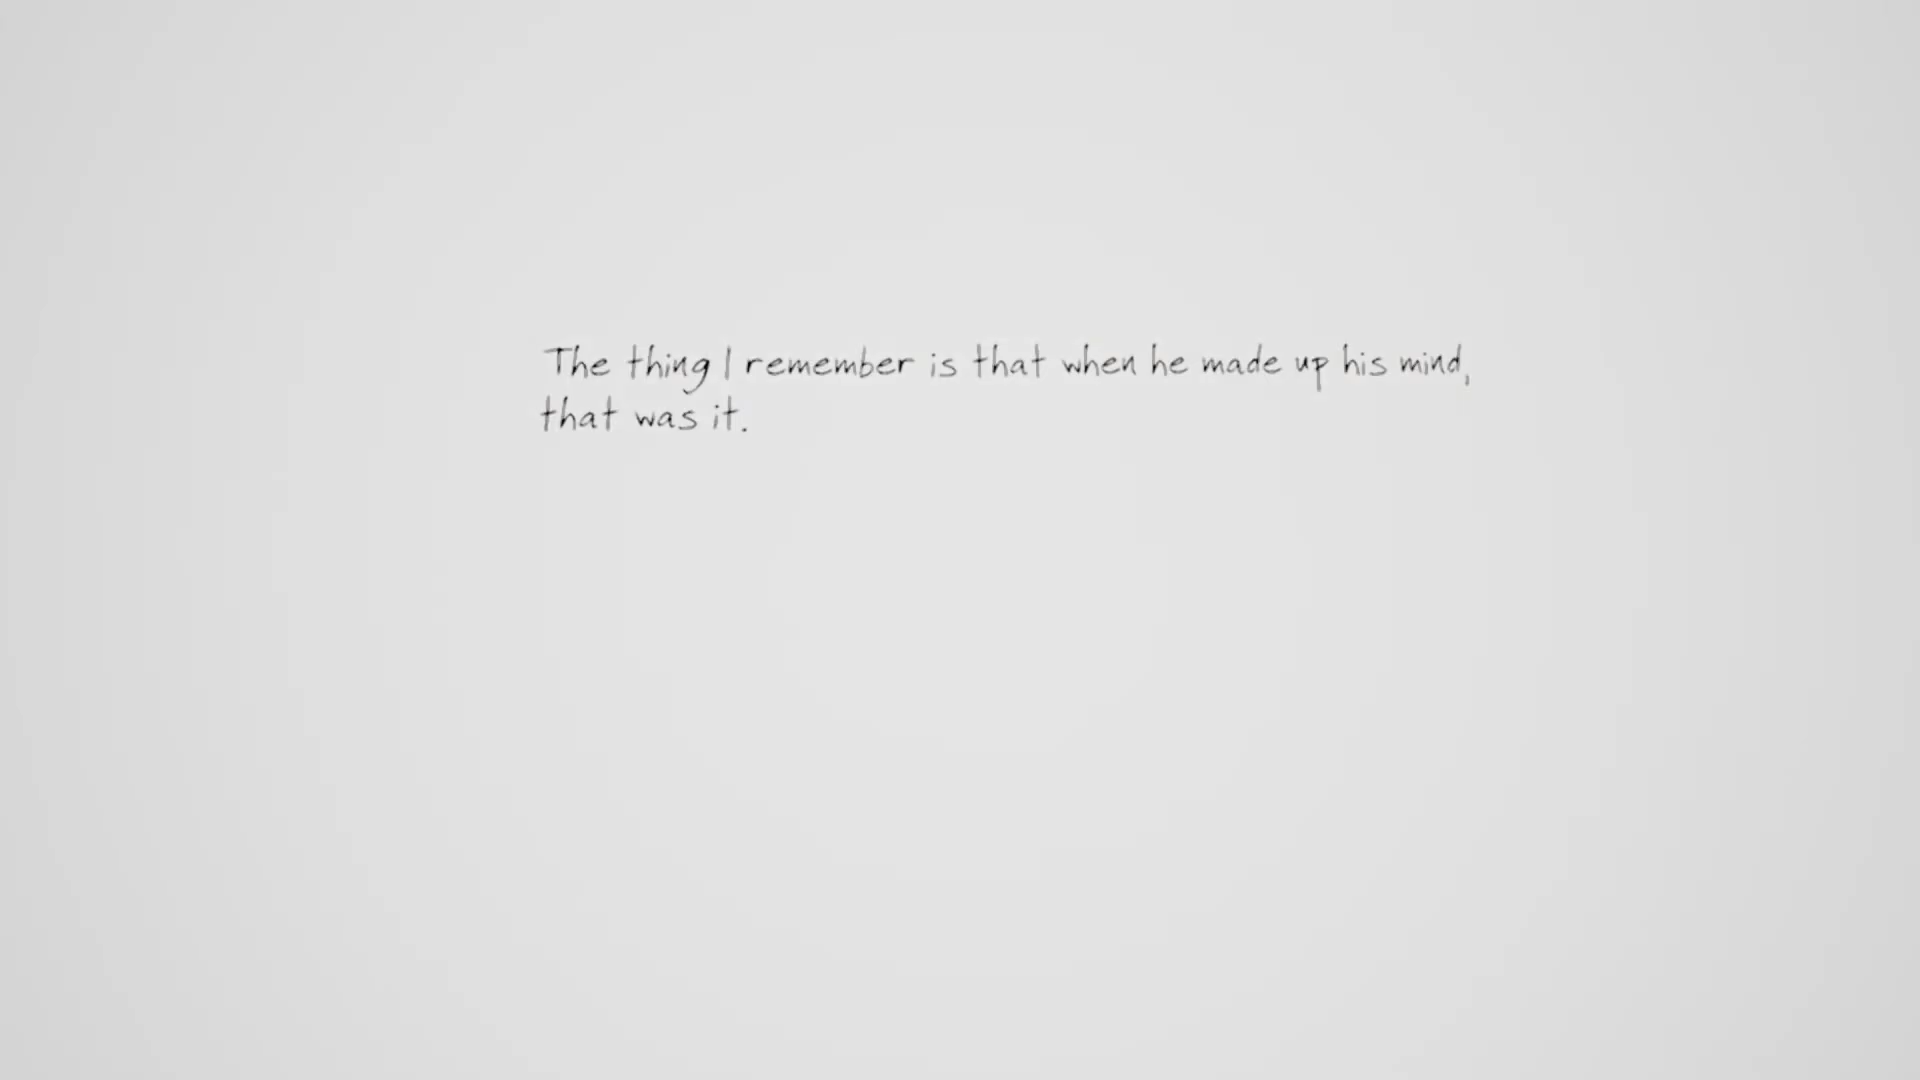 The thing I remember is that when he made up his mind,
that was it.